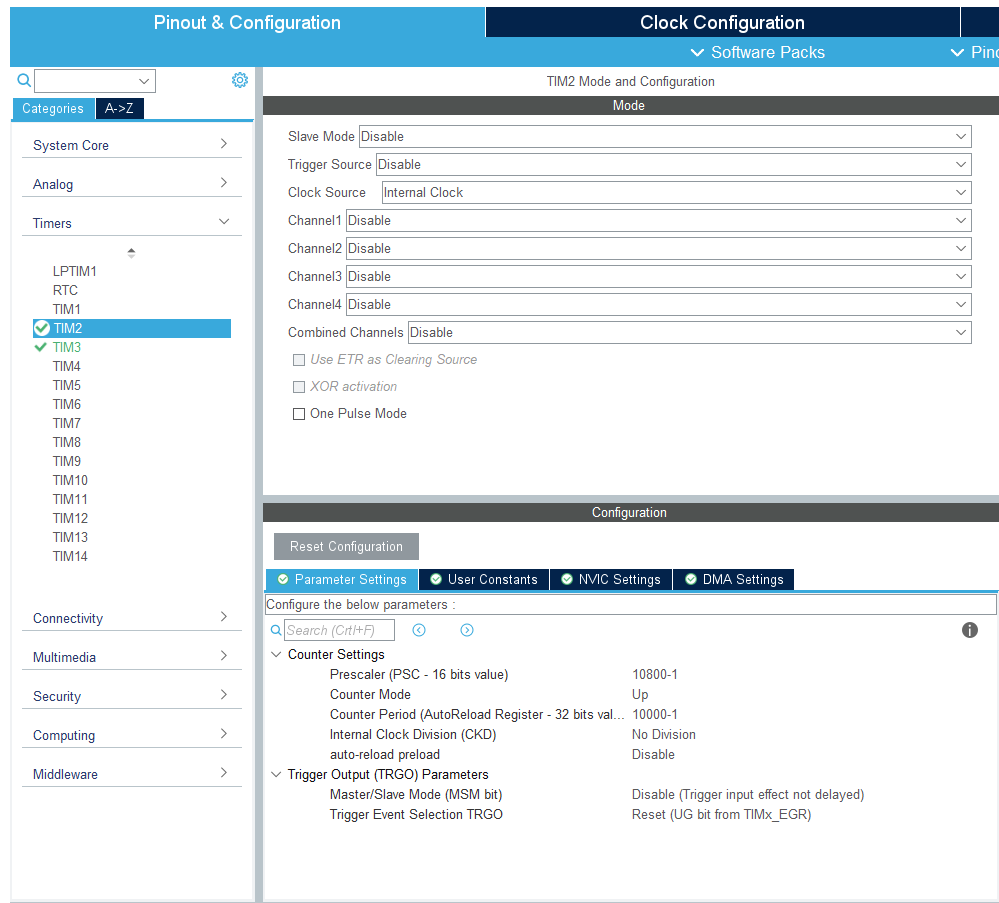 Pinout & Configuration
Clock Configuration
Software Packs
Pinc
Categories
A->Z
System Core
Analog
Timers
LPTIM1
RTC
TIM1
TIM2
TIM3
TIM4
TIM5
TIM6
TIM7
TIM8
TIM9
TIM10
TIM11
TIM12
TIM13
TIM14
Connectivity
Multimedia
Security
Computing
Middleware
TIM2 Mode and Configuration
Mode
Slave Mode Disable
Trigger Source Disable
Clock Source Internal Clock
Channel1 Disable
Channel2 Disable
Channel3 Disable
Channel4 Disable
Combined Channels Disable
Use ETR as Clearing Source
XOR activation
One Pulse Mode
Configuration
Reset Configuration
Parameter Settings
User Constants
NVIC Settings
DMA Settings
Configure the below parameters :
Search (Crtl+F)
Counter Settings
Prescaler (PSC - 16 bits value) 10800-1
Counter Mode Up
Counter Period (AutoReload Register - 32 bits val... 10000-1
Internal Clock Division (CKD) No Division
auto-reload preload Disable
Trigger Output (TRGO) Parameters
Master/Slave Mode (MSM bit) Disable (Trigger input effect not delayed)
Trigger Event Selection TRGO Reset (UG bit from TIMx_EGR)